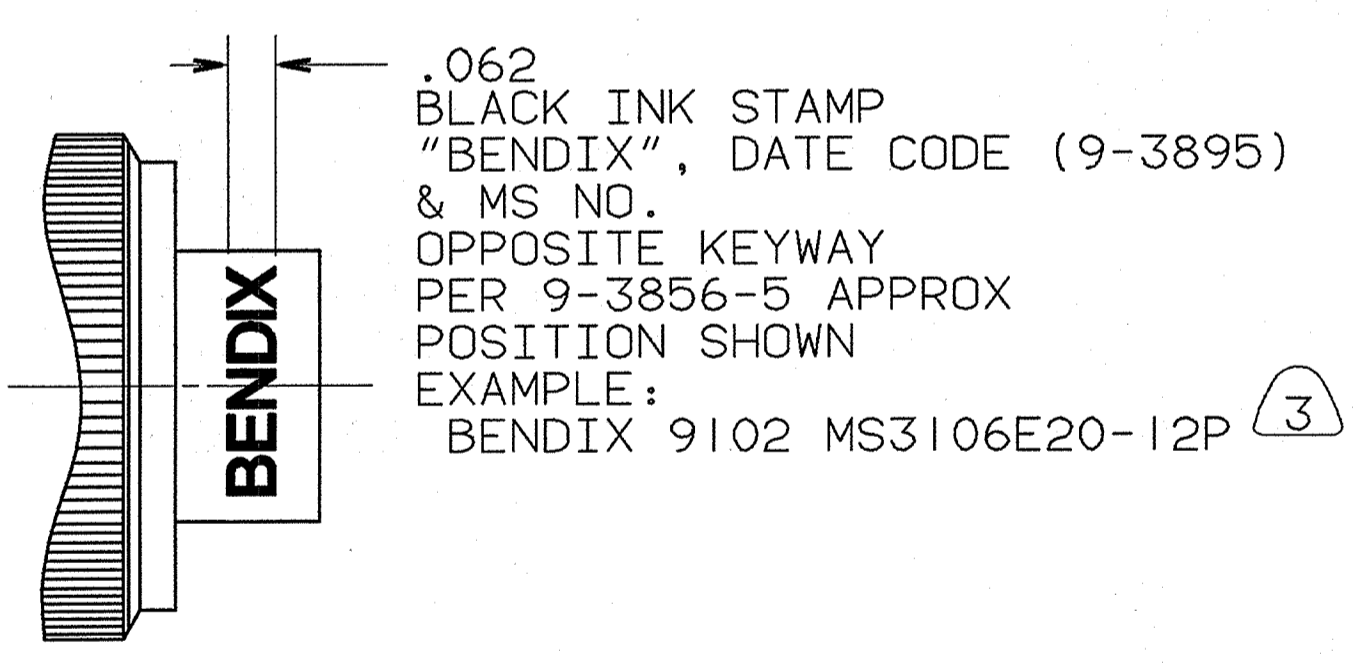 .062
BLACK INK STAMP
"BENDIX", DATE CODE (9-3895)
& MS NO.
OPPOSITE KEYWAY
PER 9-3856-5 APPROX
POSITION SHOWN
EXAMPLE:
BENDIX 9102 MS3106E20-12P 3
BENDIX